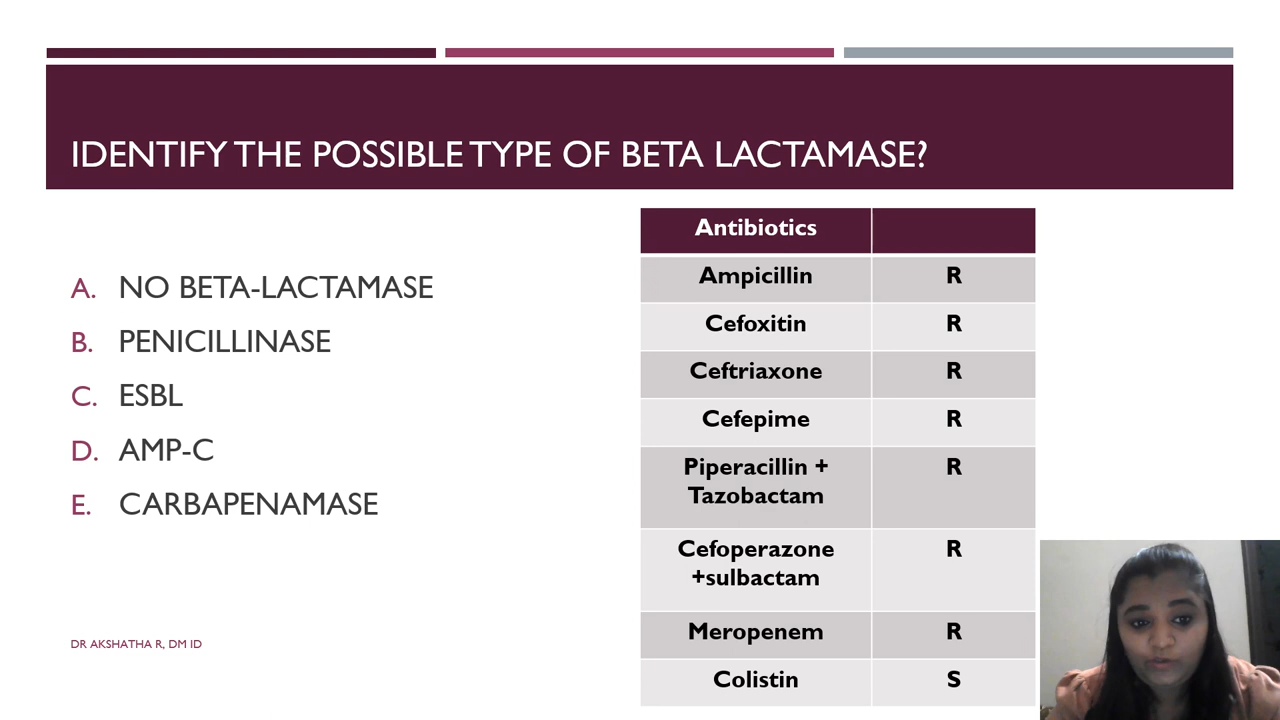 IDENTIFY THE POSSIBLE TYPE OF BETA LACTAMASE?
A. NO BETA-LACTAMASE
B. PENICILLINASE
C. ESBL
D. AMP-C
E. CARBAPENAMASE
DR AKSHATHA R, DM ID
Antibiotics
Ampicillin R
Cefoxitin R
Ceftriaxone R
Cefepime R
Piperacillin + R
Tazobactam
Cefoperazone R
+sulbactam
Meropenem R
Colistin S